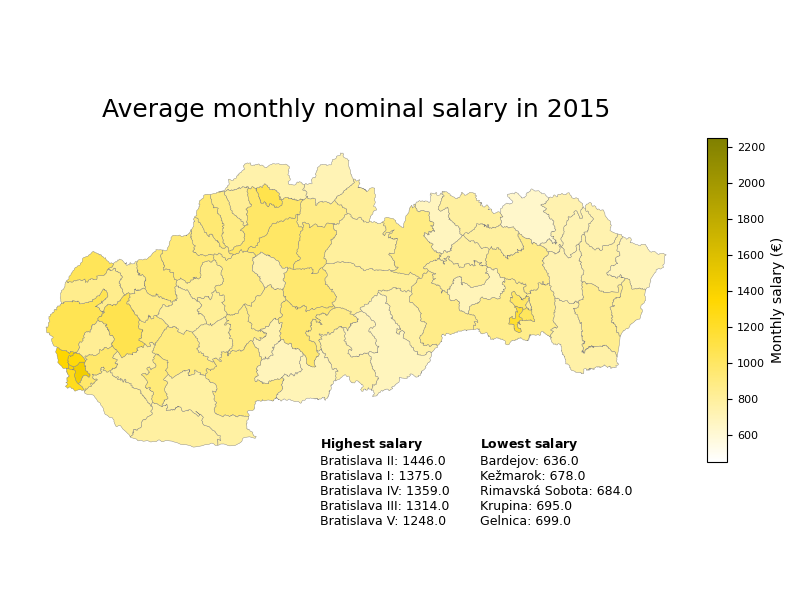 Average monthly nominal salary in 2015
2200
2000
1800
1600
1400
1200
1000
800
600
Monthly salary (€)
Highest salary
Bratislava II: 1446.0
Bratislava I: 1375.0
Bratislava IV: 1359.0
Bratislava III: 1314.0
Bratislava V: 1248.0
Lowest salary
Bardejov: 636.0
Kežmarok: 678.0
Rimavská Sobota: 684.0
Krupina: 695.0
Gelnica: 699.0